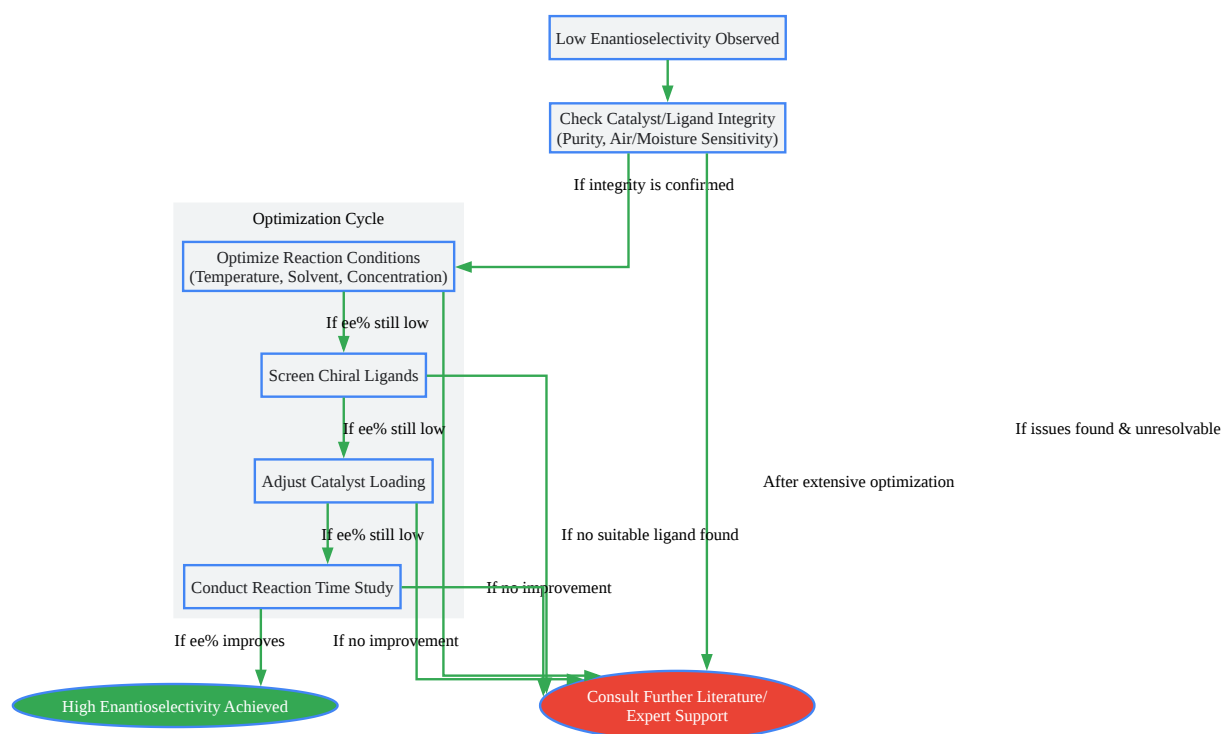 Low Enantioselectivity Observed
Check Catalyst/Ligand Integrity
(Purity, Air/Moisture Sensitivity)
If integrity is confirmed
Optimization Cycle
Optimize Reaction Conditions
(Temperature, Solvent, Concentration)
If ee% still low
Screen Chiral Ligands
If ee% still low
If issues found & unresolvable
Adjust Catalyst Loading
After extensive optimization
If ee% still low
If no suitable ligand found
Conduct Reaction Time Study
If no improvement
If ee% improves
If no improvement
High Enantioselectivity Achieved
Consult Further Literature/
Expert Support